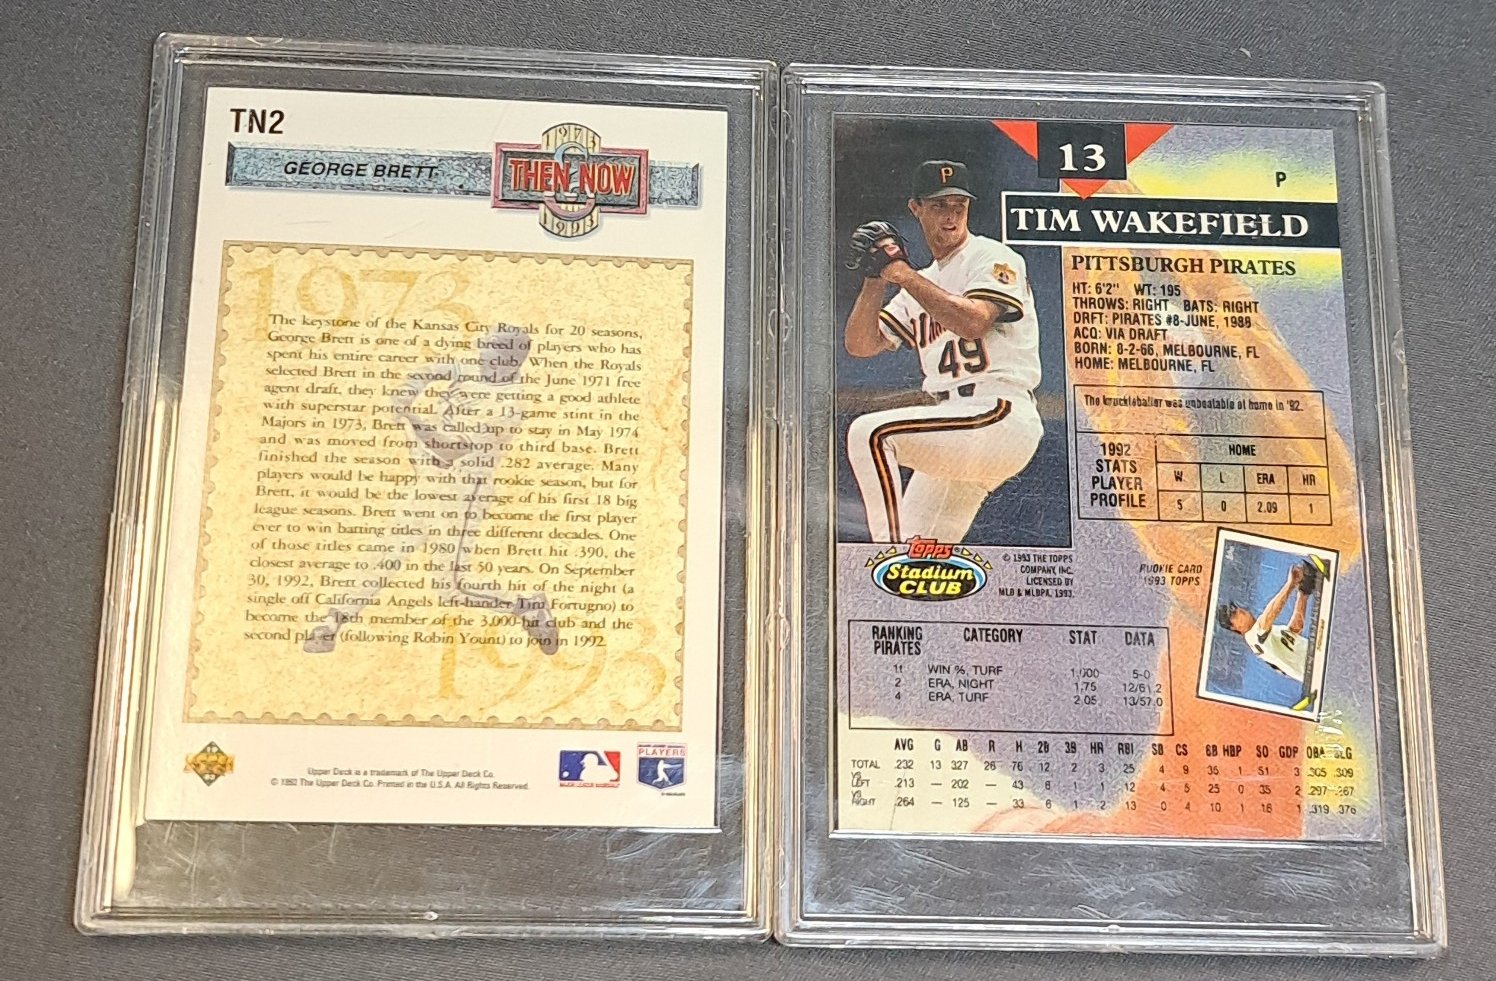 TN2
GEORGE BRETT
1973
THEN & NOW
1993
1973
The keystone of the Kansas City Royals for 20 seasons,
George Brett is one of a dying breed of players who has
spent his entire career with one club. When the Royals
selected Brett in the second round of the June 1971 free
agent draft, they knew they were getting a good athlete
with superstar potential. After a 13-game stint in the
Majors in 1973, Brett was called up to stay in May 1974
and was moved from shortstop to third base. Brett
finished the season with a solid .282 average. Many
players would be happy with that rookie season, but for
Brett, it would be the lowest average of his first 18 big
league seasons. Brett went on to become the first player
ever to win batting titles in three different decades. One
of those titles came in 1980 when Brett hit .390, the
closest average to .400 in the last 50 years. On September
30, 1992, Brett collected his fourth hit of the night (a
single off California Angels left-hander Tim Fortugno) to
become the 18th member of the 3,000-hit club and the
second player (following Robin Yount) to join in 1992.
1993
Upper Deck is a trademark of The Upper Deck Co.
The Upper Deck Co. Printed in the U.S.A. All Rights Reserved.
MAJOR LEAGUE BASEBALL
PLAYERS
13
P
TIM WAKEFIELD
PITTSBURGH PIRATES
HT: 6'2" WT: 195
THROWS: RIGHT BATS: RIGHT
DRFT: PIRATES #8-JUNE, 1988
ACQ: VIA DRAFT
BORN: 8-2-66, MELBOURNE, FL
HOME: MELBOURNE, FL
The knuckleballer was unbeatable at home in '92.
1992 STATS PLAYER PROFILE
HOME
W L ERA HR
5 0 2.09 1
P
49
Topps
Stadium
CLUB
© 1993 THE TOPPS
COMPANY, INC.
LICENSED BY
MLB & MLBPA, 1993.
ROOKIE CARD
1993 TOPPS
RANKING PIRATES CATEGORY STAT DATA
11 WIN %, TURF 1.000 5-0
2 ERA, NIGHT 1.75 12/61.2
4 ERA, TURF 2.05 13/57.0
AVG G AB R H 2B 3B HR RBI SB CS BB HBP SO GDP OBA SLG
TOTAL .232 13 327 26 76 12 2 3 25 4 9 35 1 51 3 .305 .309
VS LEFT .213 — 202 — 43 6 1 1 12 4 5 25 0 35 2 .297 .267
VS RIGHT .264 — 125 — 33 6 1 2 13 0 4 10 1 16 1 .319 .376